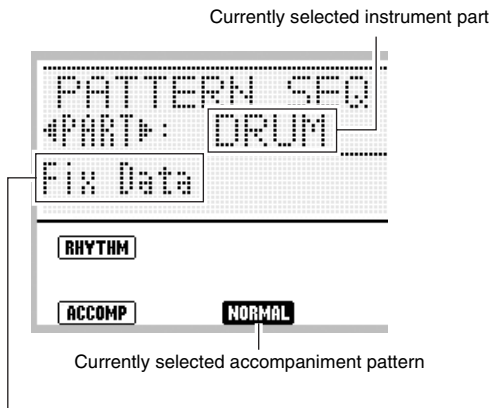 Currently selected instrument part
PATTERN SEQ
◀PART▶: DRUM
Fix Data
RHYTHM
ACCOMP NORMAL
Currently selected accompaniment pattern